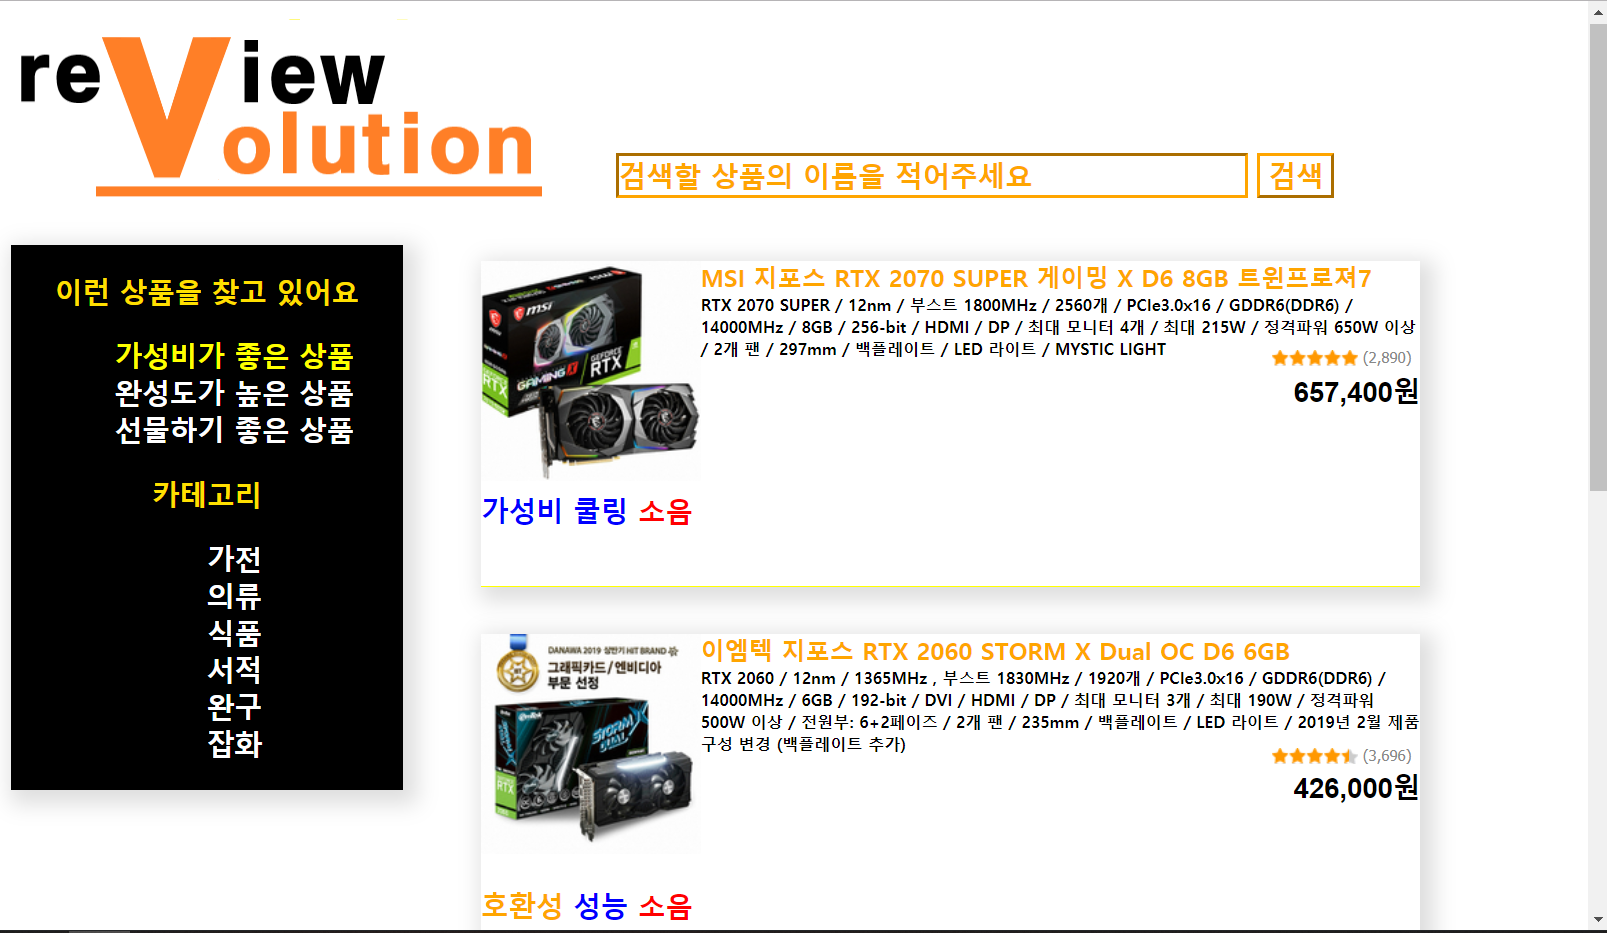 reView
Volution
검색할 상품의 이름을 적어주세요
검색
이런 상품을 찾고 있어요
가성비가 좋은 상품
완성도가 높은 상품
선물하기 좋은 상품
카테고리
가전
의류
식품
서적
완구
잡화
MSI 지포스 RTX 2070 SUPER 게이밍 X D6 8GB 트윈프로져7
RTX 2070 SUPER / 12nm / 부스트 1800MHz / 2560개 / PCIe3.0x16 / GDDR6(DDR6) /
14000MHz / 8GB / 256-bit / HDMI / DP / 최대 모니터 4개 / 최대 215W / 정격파워 650W 이상
/ 2개 팬 / 297mm / 백플레이트 / LED 라이트 / MYSTIC LIGHT
(2,890)
657,400원
msi
GEFORCE
RTX
GAMING X
RTX
가성비 쿨링 소음
이엠텍 지포스 RTX 2060 STORM X Dual OC D6 6GB
RTX 2060 / 12nm / 1365MHz , 부스트 1830MHz / 1920개 / PCIe3.0x16 / GDDR6(DDR6) /
14000MHz / 6GB / 192-bit / DVI / HDMI / DP / 최대 모니터 3개 / 최대 190W / 정격파워
500W 이상 / 전원부: 6+2페이즈 / 2개 팬 / 235mm / 백플레이트 / LED 라이트 / 2019년 2월 제품
구성 변경 (백플레이트 추가)
(3,696)
426,000원
DANAWA 2019 상반기 HIT BRAND
그래픽카드/엔비디아
부문 선정
STORM X
DUAL
호환성 성능 소음